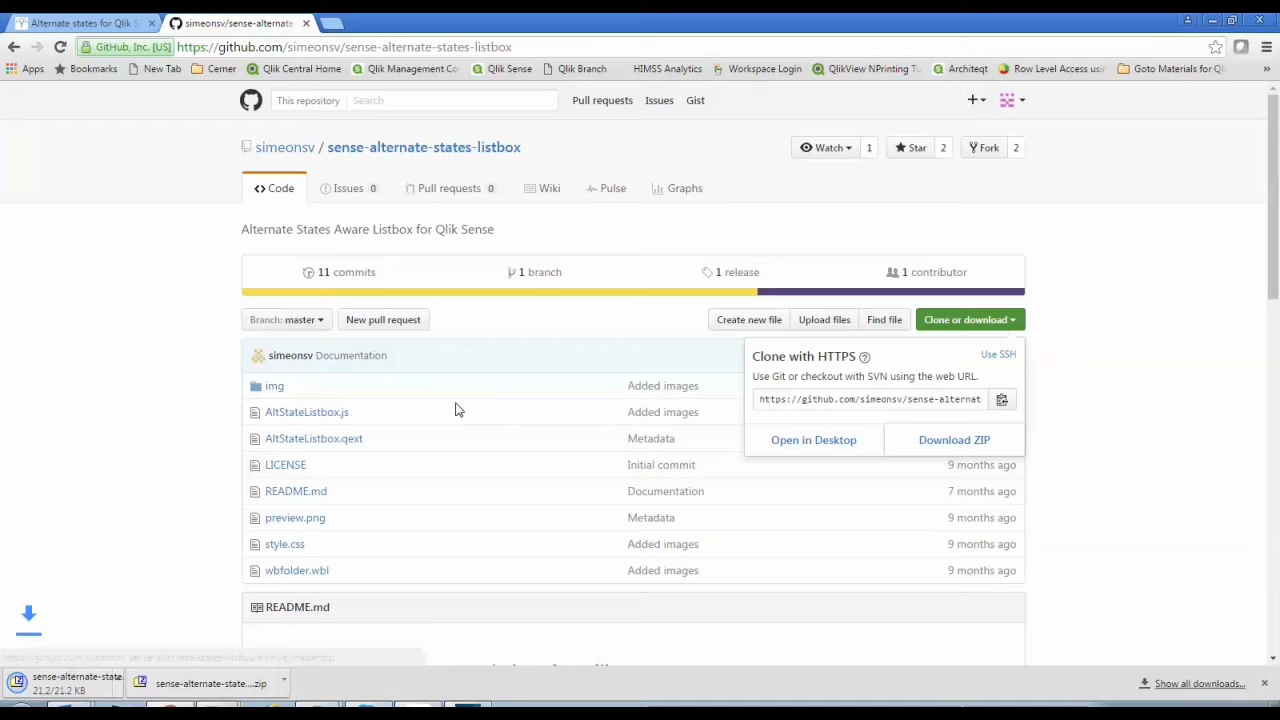 Alternate states for Qlik S
simeonsv/sense-alternate-
GitHub, Inc. [US] https://github.com/simeonsv/sense-alternate-states-listbox
Apps Bookmarks New Tab Cerner Qlik Central Home Qlik Management Co Qlik Sense Qlik Branch HIMSS Analytics Workspace Login QlikView NPrinting Tu Architeqt Row Level Access usin Goto Materials for Qli »
This repository Search Pull requests Issues Gist
simeonsv / sense-alternate-states-listbox Watch 1 Star 2 Fork 2
Code Issues 0 Pull requests 0 Wiki Pulse Graphs
Alternate States Aware Listbox for Qlik Sense
11 commits 1 branch 1 release 1 contributor
Branch: master New pull request Create new file Upload files Find file Clone or download
simeonsv Documentation
Clone with HTTPS Use SSH
Use Git or checkout with SVN using the web URL.
https://github.com/simeonsv/sense-alternat
Open in Desktop Download ZIP
img Added images
AltStateListbox.js Added images
AltStateListbox.qext Metadata
LICENSE Initial commit 9 months ago
README.md Documentation 7 months ago
preview.png Metadata 9 months ago
style.css Added images 9 months ago
wbfolder.wbl Added images 9 months ago
README.md
sense-alternate-state....zip
sense-alternate-state.
21.2/21.2 KB
Show all downloads...